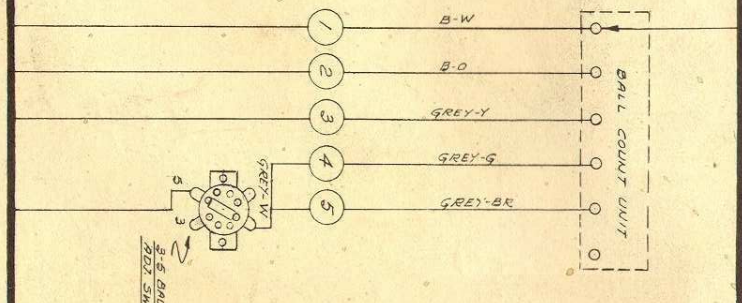 1 B-W
2 B-O
3 GREY-Y
4 GREY-G
5 GREY-BR
BALL COUNT UNIT
GREY-W
5
3
3-5 BAL
ADJ. SW